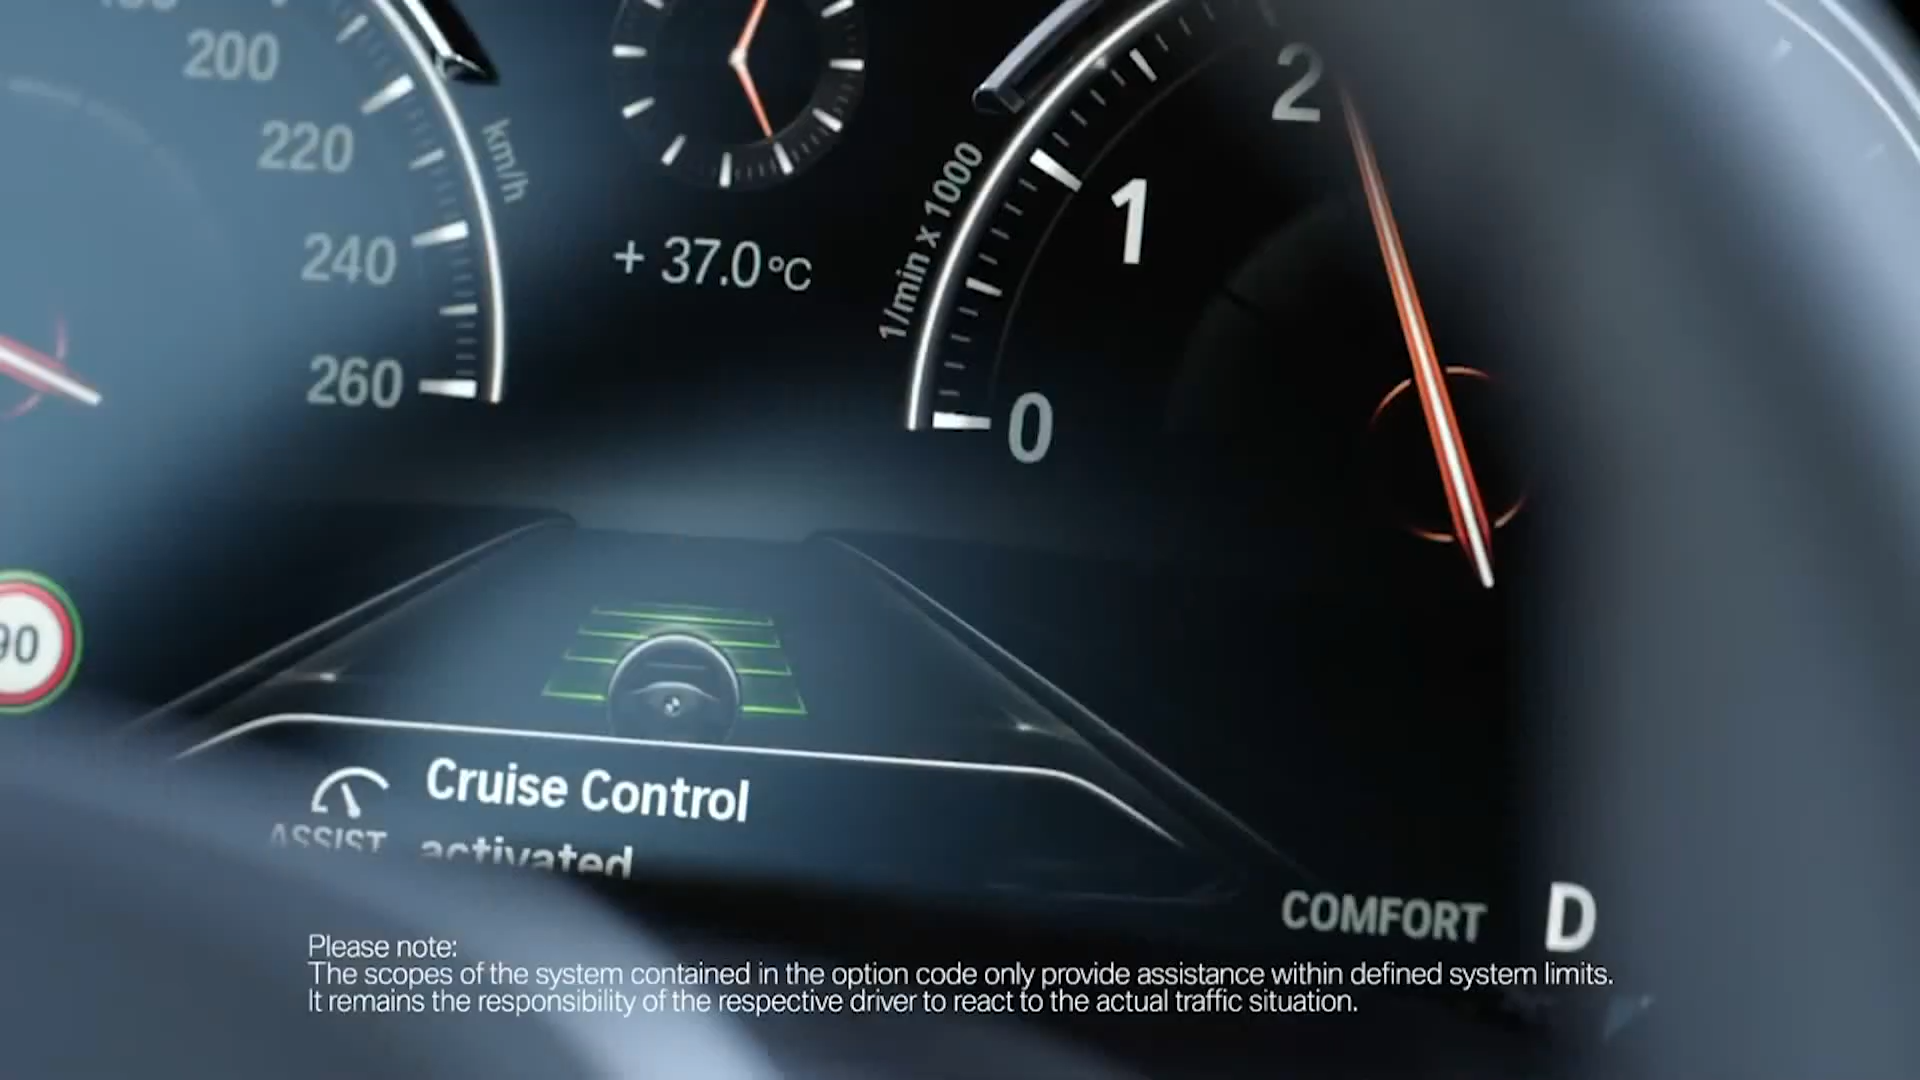 200
220
240
260
km/h
+ 37.0°C
1/min x 1000
2
1
0
90
Cruise Control
ASSIST activated
COMFORT D
Please note:
The scopes of the system contained in the option code only provide assistance within defined system limits.
It remains the responsibility of the respective driver to react to the actual traffic situation.